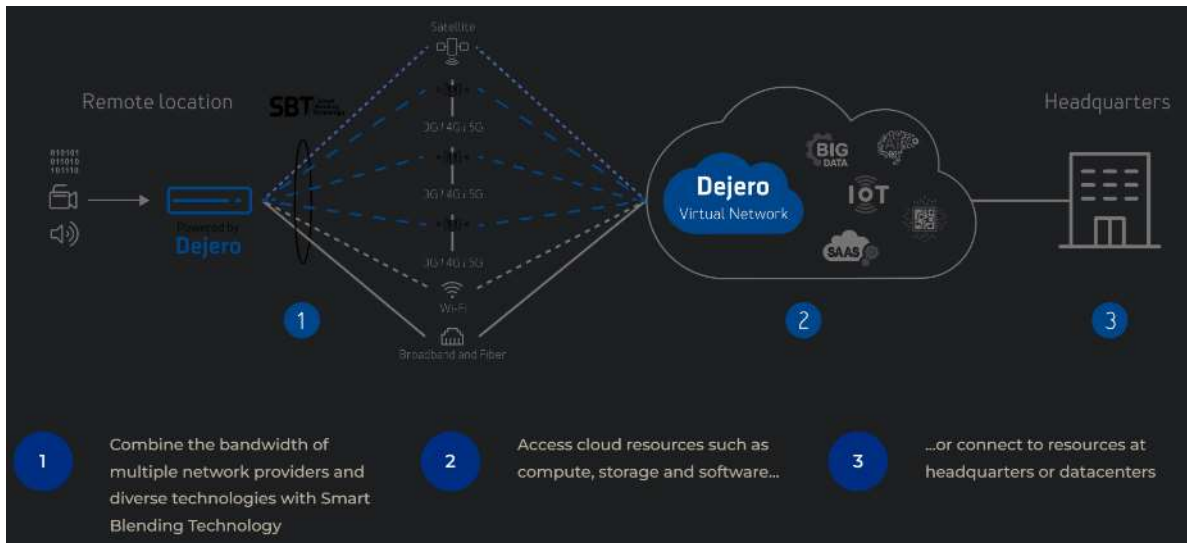 Satellite
Remote location
SBT
Headquarters
3G | 4G | 5G
010101
011010
101110
BIG
DATA
AI
3G | 4G | 5G
Dejero
Virtual Network
IoT
Powered by
Dejero
SAAS
3G | 4G | 5G
Wi-Fi
1
2
3
Broadband and Fiber
1
Combine the bandwidth of
multiple network providers and
diverse technologies with Smart
Blending Technology
2
Access cloud resources such as
compute, storage and software...
3
...or connect to resources at
headquarters or datacenters